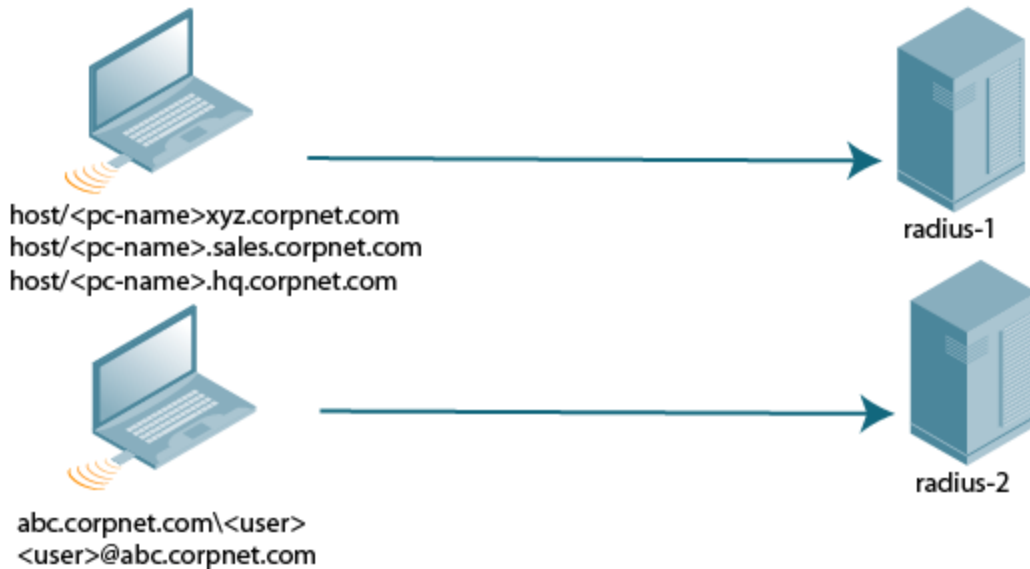 host/<pc-name>xyz.corpnet.com
host/<pc-name>.sales.corpnet.com
host/<pc-name>.hq.corpnet.com
radius-1
abc.corpnet.com\<user>
<user>@abc.corpnet.com
radius-2